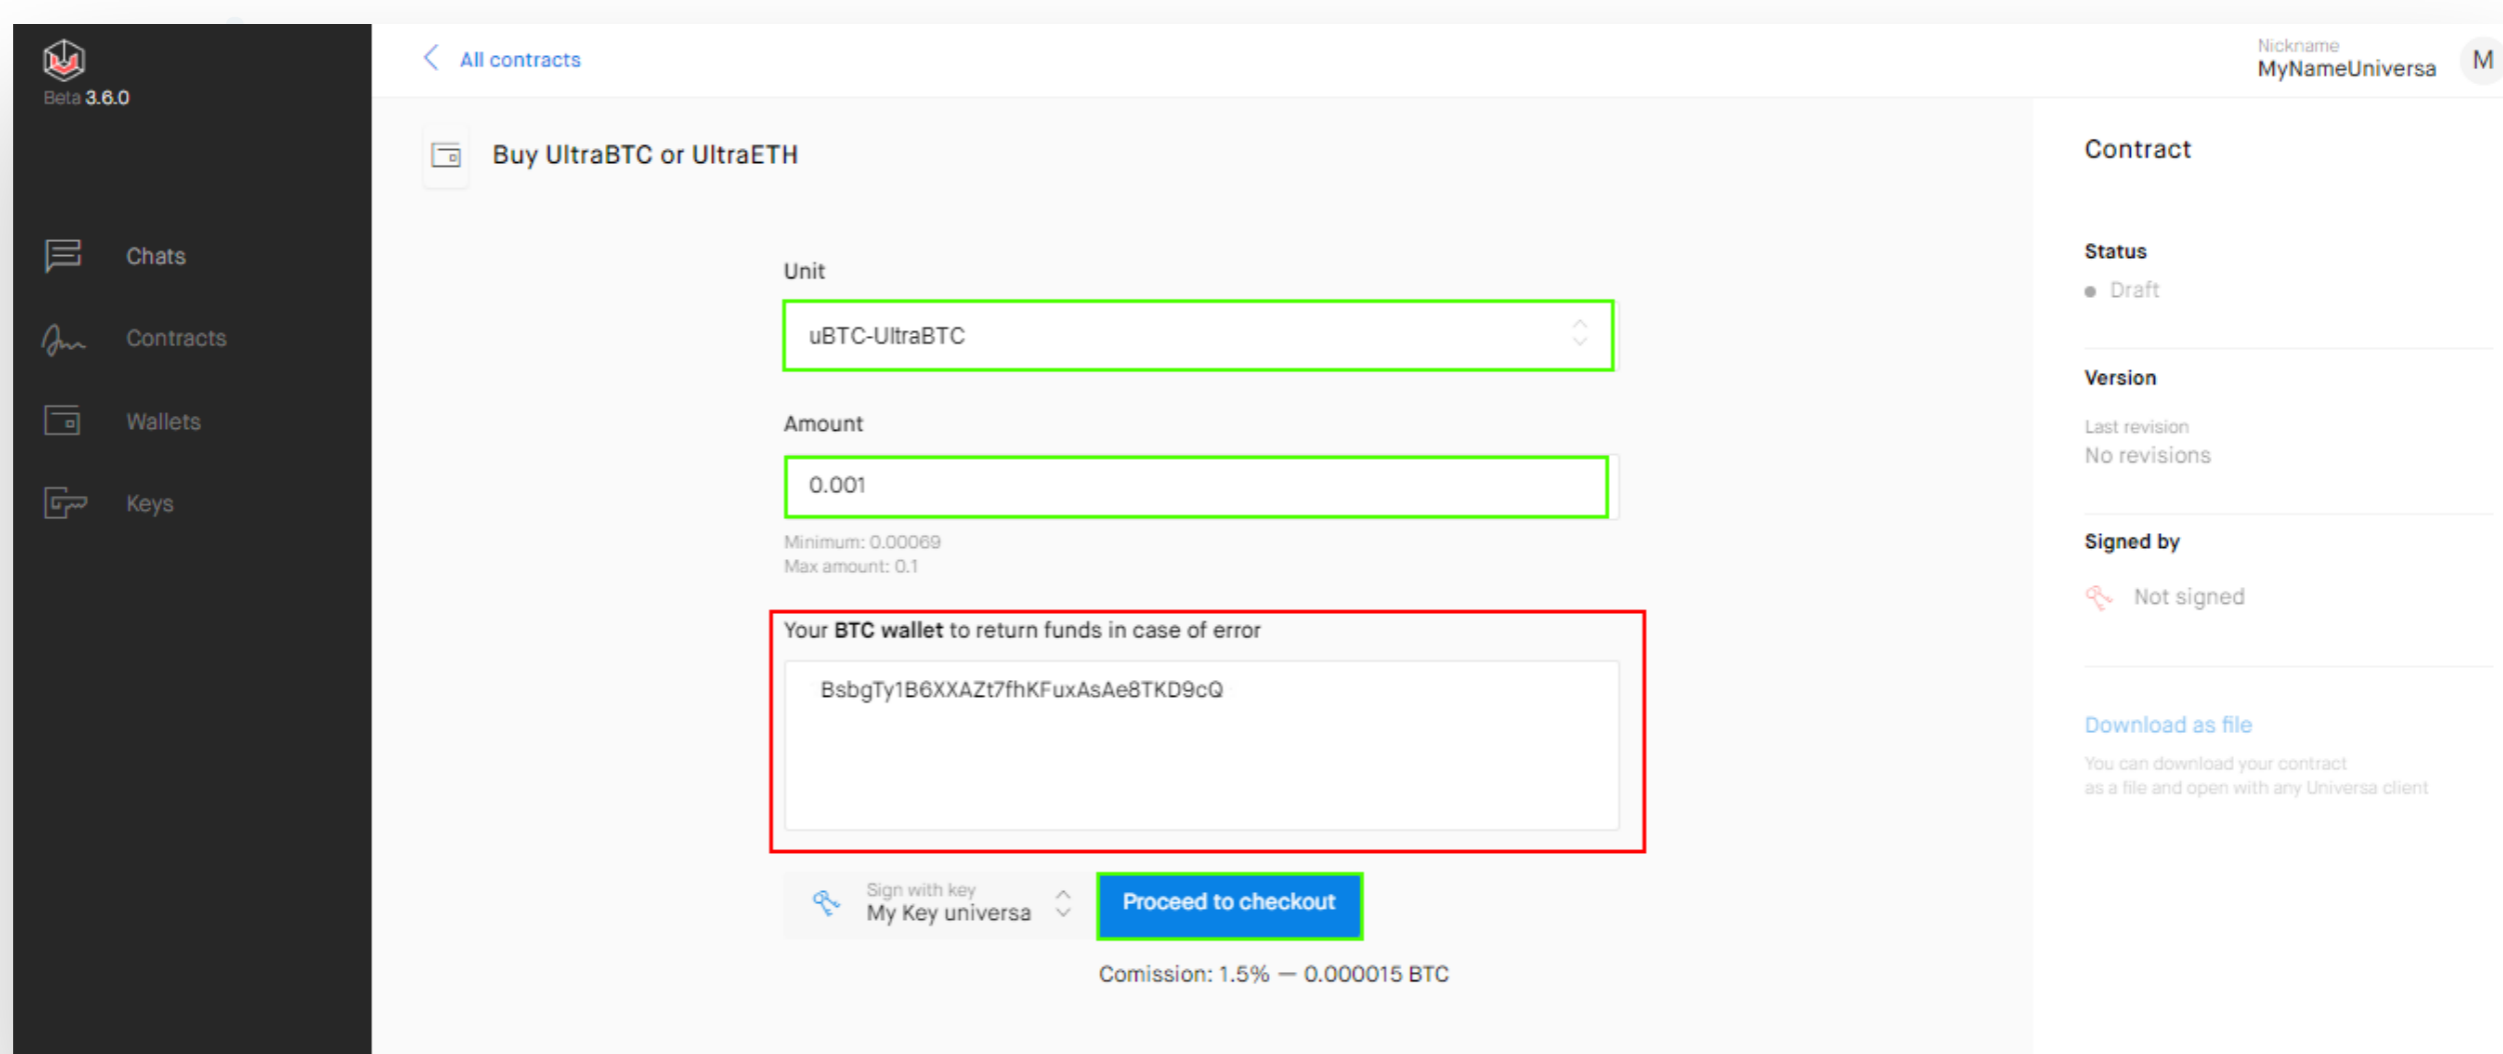 Beta 3.6.0
All contracts
Nickname
MyNameUniversa
M
Chats
Contracts
Wallets
Keys
Buy UltraBTC or UltraETH
Unit
uBTC-UltraBTC
Amount
0.001
Minimum: 0.00069
Max amount: 0.1
Your BTC wallet to return funds in case of error
BsbgTy1B6XXAZt7fhKFuxAsAe8TKD9cQ
Sign with key
My Key universa
Proceed to checkout
Comission: 1.5% — 0.000015 BTC
Contract
Status
Draft
Version
Last revision
No revisions
Signed by
Not signed
Download as file
You can download your contract
as a file and open with any Universa client